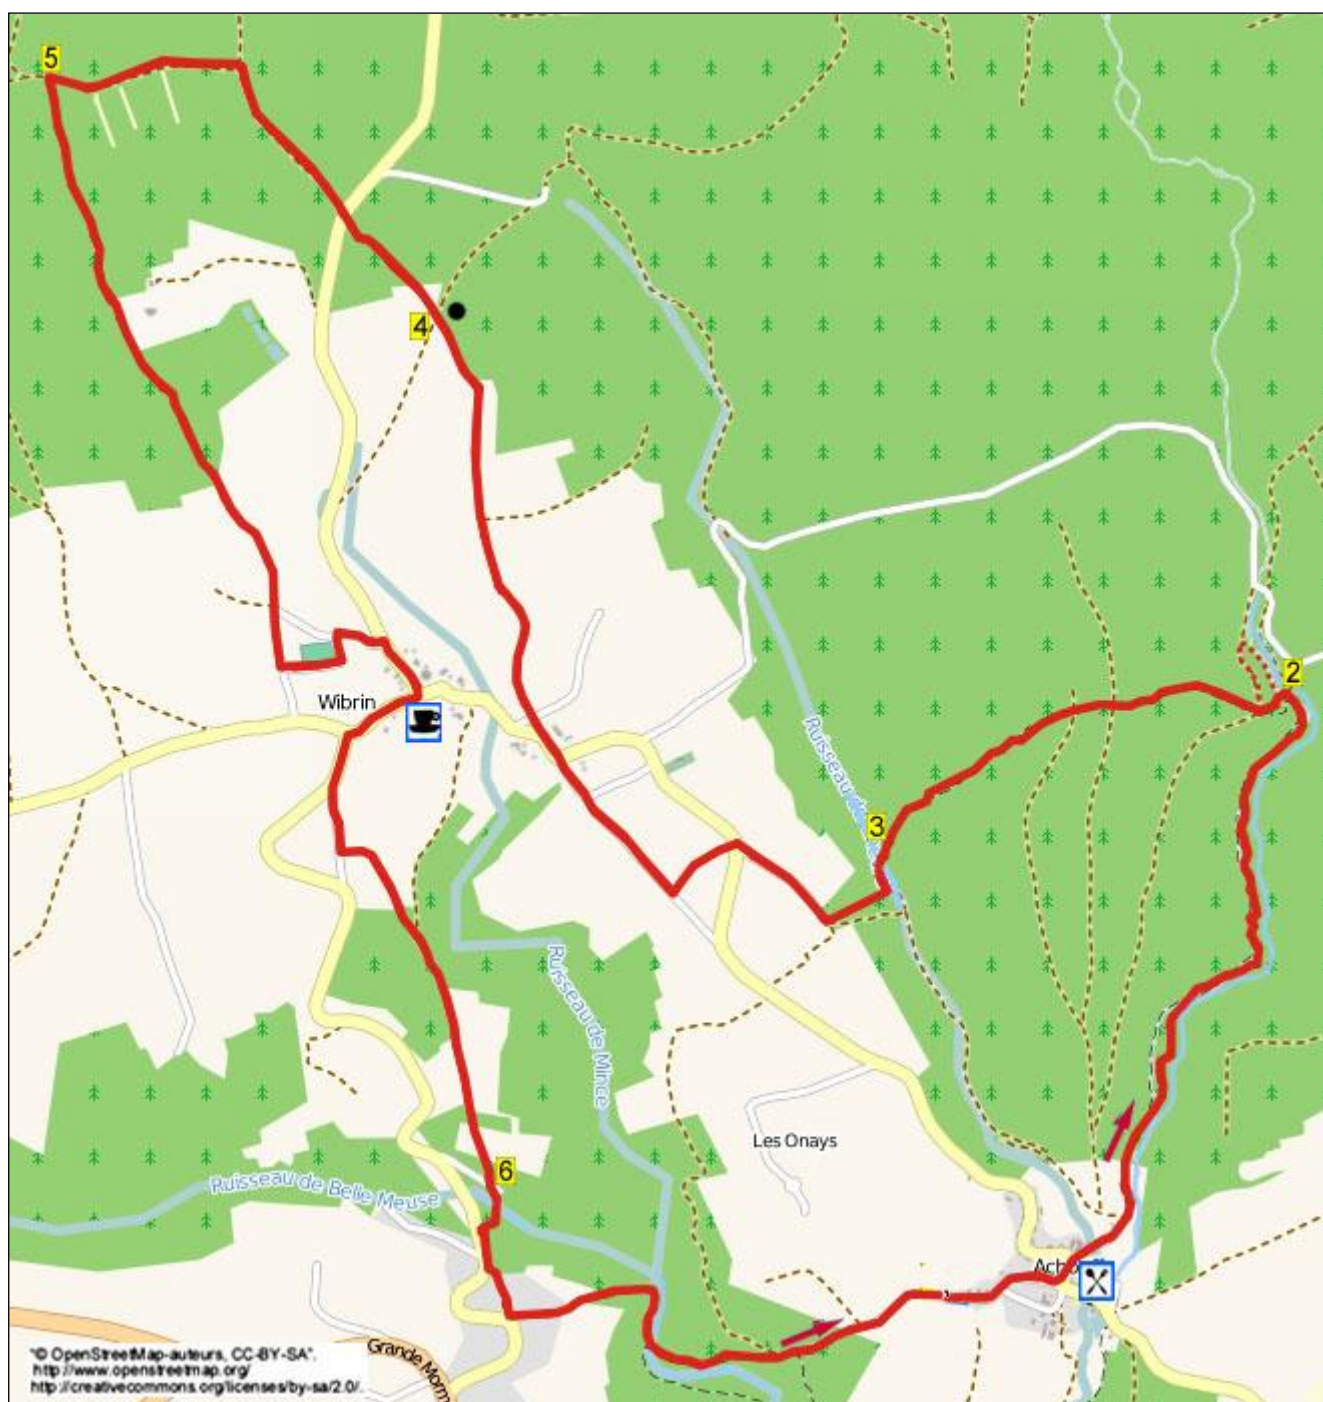 5
4
2
Wibrin
3
Ruisseau de
Ruisseau de Mince
Les Onays
6
Ruisseau de Belle Meuse
Grande Morm
"© OpenStreetMap-auteurs, CC-BY-SA".
http://www.openstreetmap.org/
http://creativecommons.org/licenses/by-sa/2.0/.